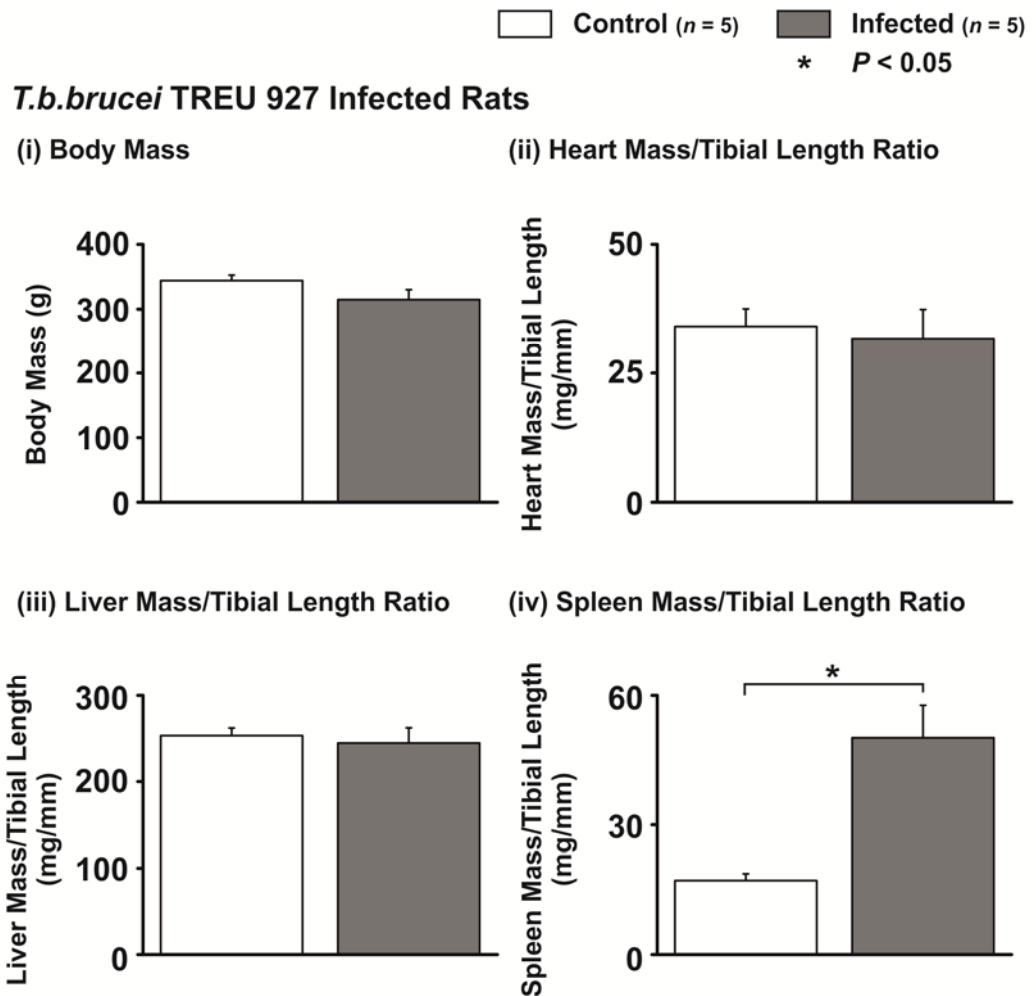 Control (n = 5) Infected (n = 5)
* P < 0.05
T.b.brucei TREU 927 Infected Rats
(i) Body Mass
(ii) Heart Mass/Tibial Length Ratio
Body Mass (g)
400
300
200
100
0
Heart Mass/Tibial Length
(mg/mm)
50
25
0
(iii) Liver Mass/Tibial Length Ratio
(iv) Spleen Mass/Tibial Length Ratio
Liver Mass/Tibial Length
(mg/mm)
300
200
100
0
Spleen Mass/Tibial Length
(mg/mm)
60
30
0
*